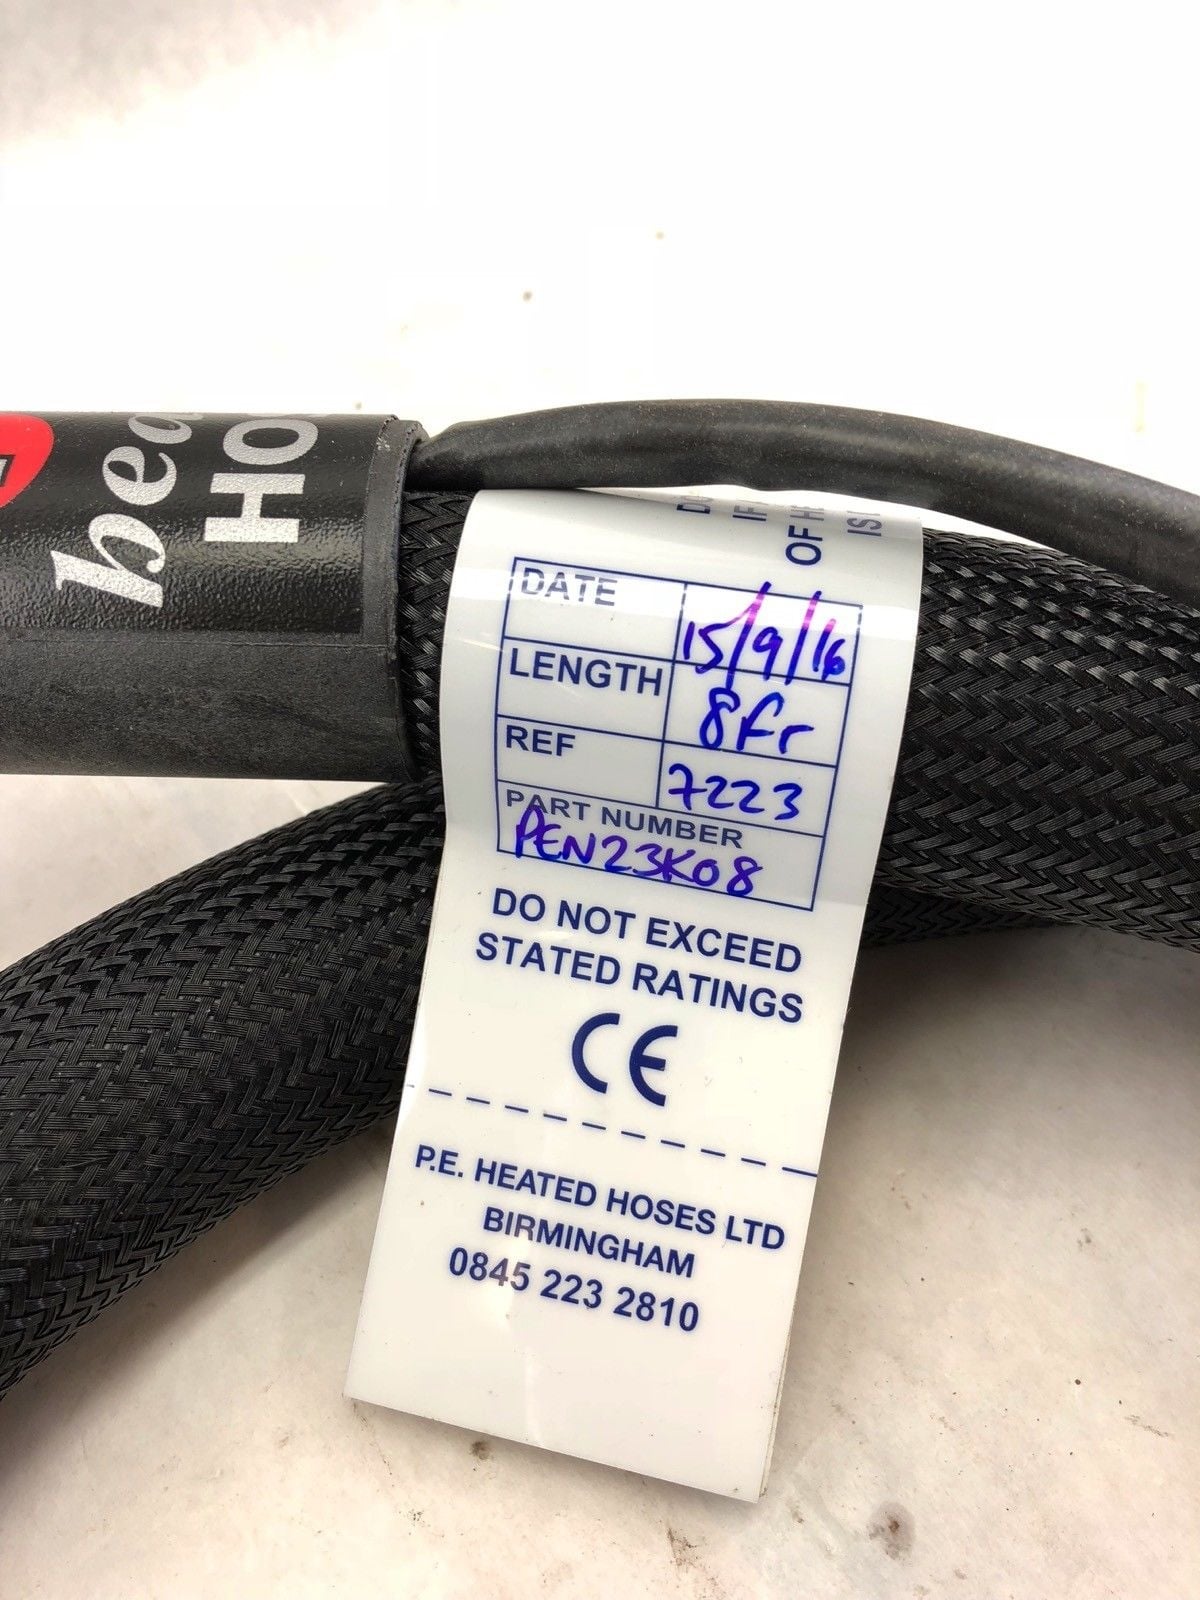 DATE 15/9/16
LENGTH 8Fr
REF 7223
PART NUMBER
PEN23K08
DO NOT EXCEED
STATED RATINGS
CE
P.E. HEATED HOSES LTD
BIRMINGHAM
0845 223 2810